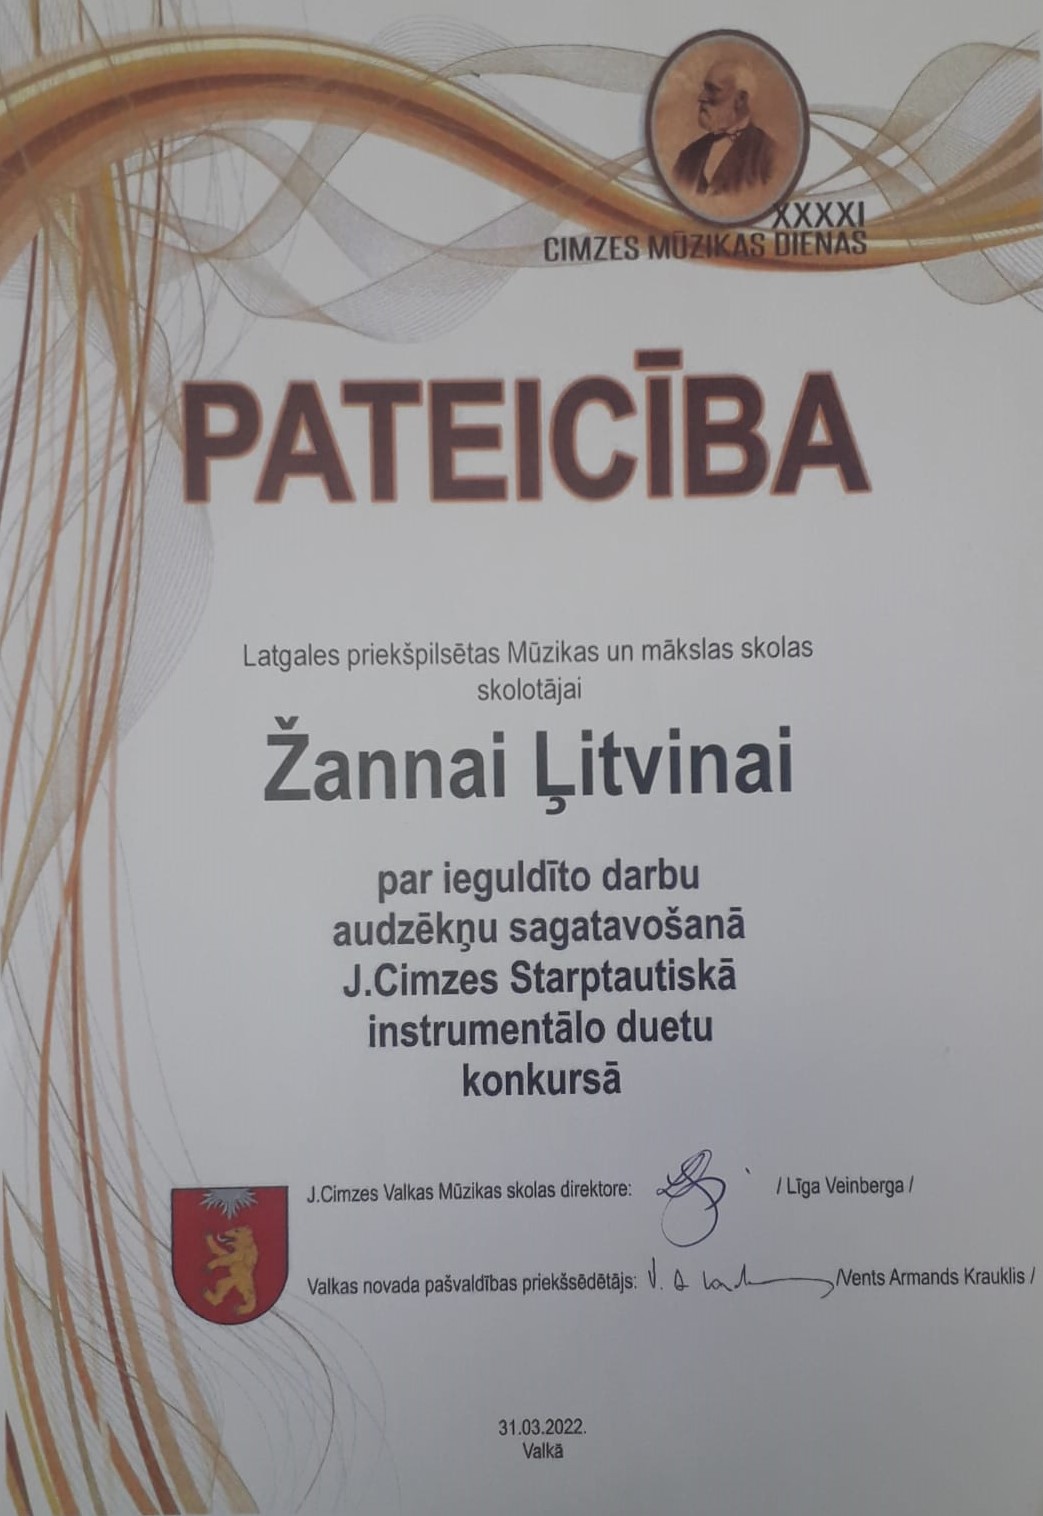 XXXXI
CIMZES MŪZIKAS DIENAS
PATEICĪBA
Latgales priekšpilsētas Mūzikas un mākslas skolas
skolotājai
Žannai Ļitvinai
par ieguldīto darbu
audzēkņu sagatavošanā
J.Cimzes Starptautiskā
instrumentālo duetu
konkursā
J.Cimzes Valkas Mūzikas skolas direktore: / Līga Veinberga /
Valkas novada pašvaldības priekšsēdētājs: /Vents Armands Krauklis /
31.03.2022.
Valkā